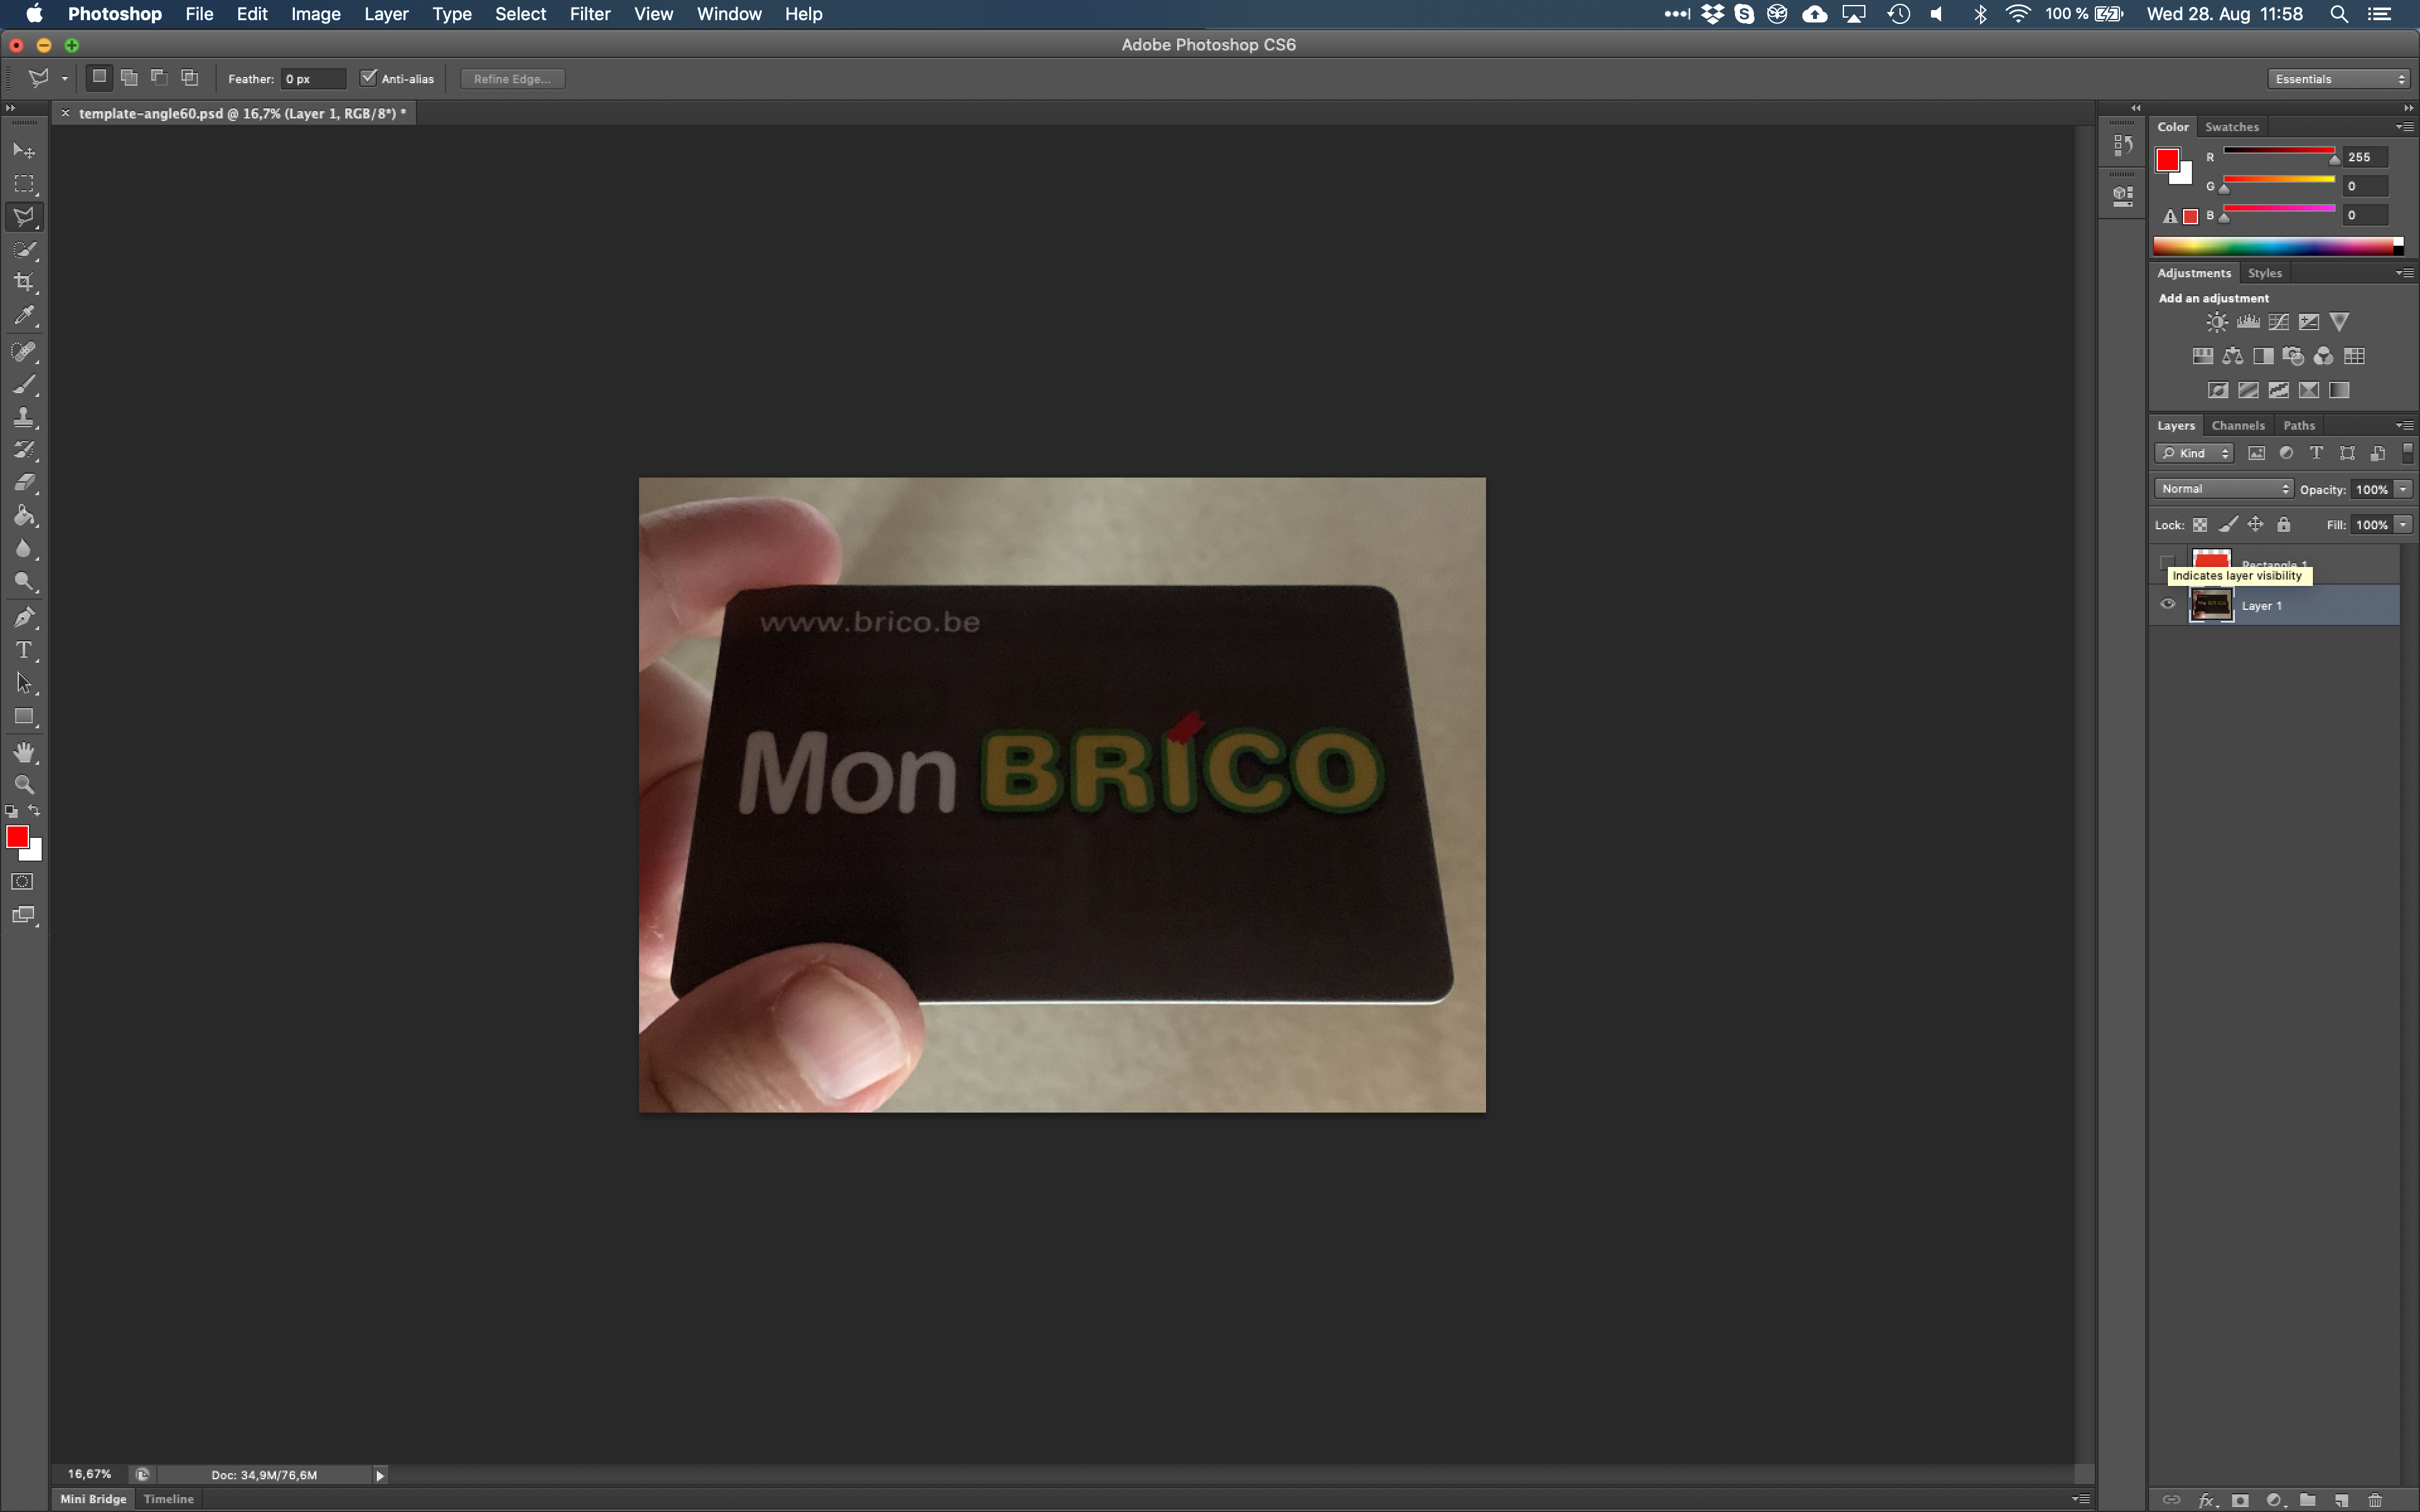 Photoshop File Edit Image Layer Type Select Filter View Window Help 100 % Wed 28. Aug 11:58
Adobe Photoshop CS6
Feather: 0 px Anti-alias Refine Edge... Essentials
× template-angle60.psd @ 16,7% (Layer 1, RGB/8*) *
Color Swatches
R 255
G 0
B 0
Adjustments Styles
Add an adjustment
Layers Channels Paths
Kind
Normal Opacity: 100%
Lock: Fill: 100%
Rectangle 1
Indicates layer visibility
Layer 1
www.brico.be
Mon BRICO
16,67% Doc: 34,9M/76,6M
Mini Bridge Timeline